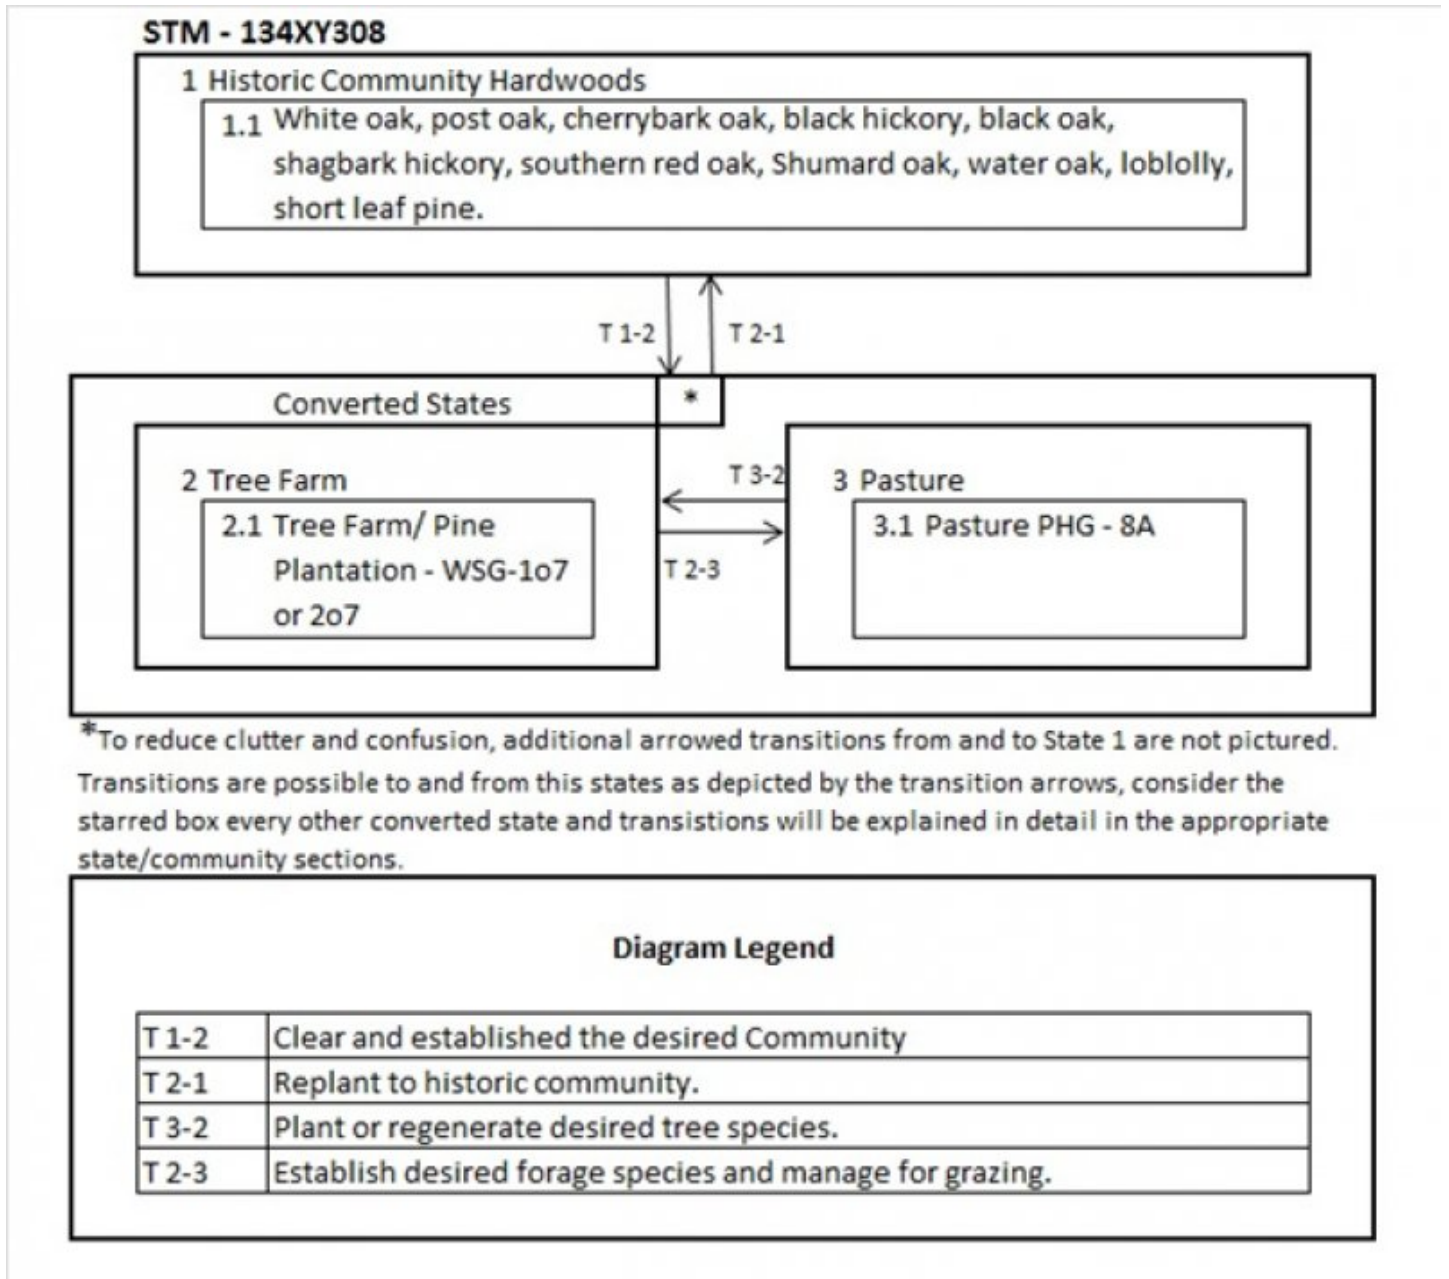 STM - 134XY308
1 Historic Community Hardwoods
1.1 White oak, post oak, cherrybark oak, black hickory, black oak,
shagbark hickory, southern red oak, Shumard oak, water oak, loblolly,
short leaf pine.
T 1-2
T 2-1
Converted States
*
2 Tree Farm
2.1 Tree Farm/ Pine
Plantation - WSG-1o7
or 2o7
T 3-2
T 2-3
3 Pasture
3.1 Pasture PHG - 8A
*To reduce clutter and confusion, additional arrowed transitions from and to State 1 are not pictured.
Transitions are possible to and from this states as depicted by the transition arrows, consider the
starred box every other converted state and transistions will be explained in detail in the appropriate
state/community sections.
Diagram Legend
T 1-2 Clear and established the desired Community
T 2-1 Replant to historic community.
T 3-2 Plant or regenerate desired tree species.
T 2-3 Establish desired forage species and manage for grazing.